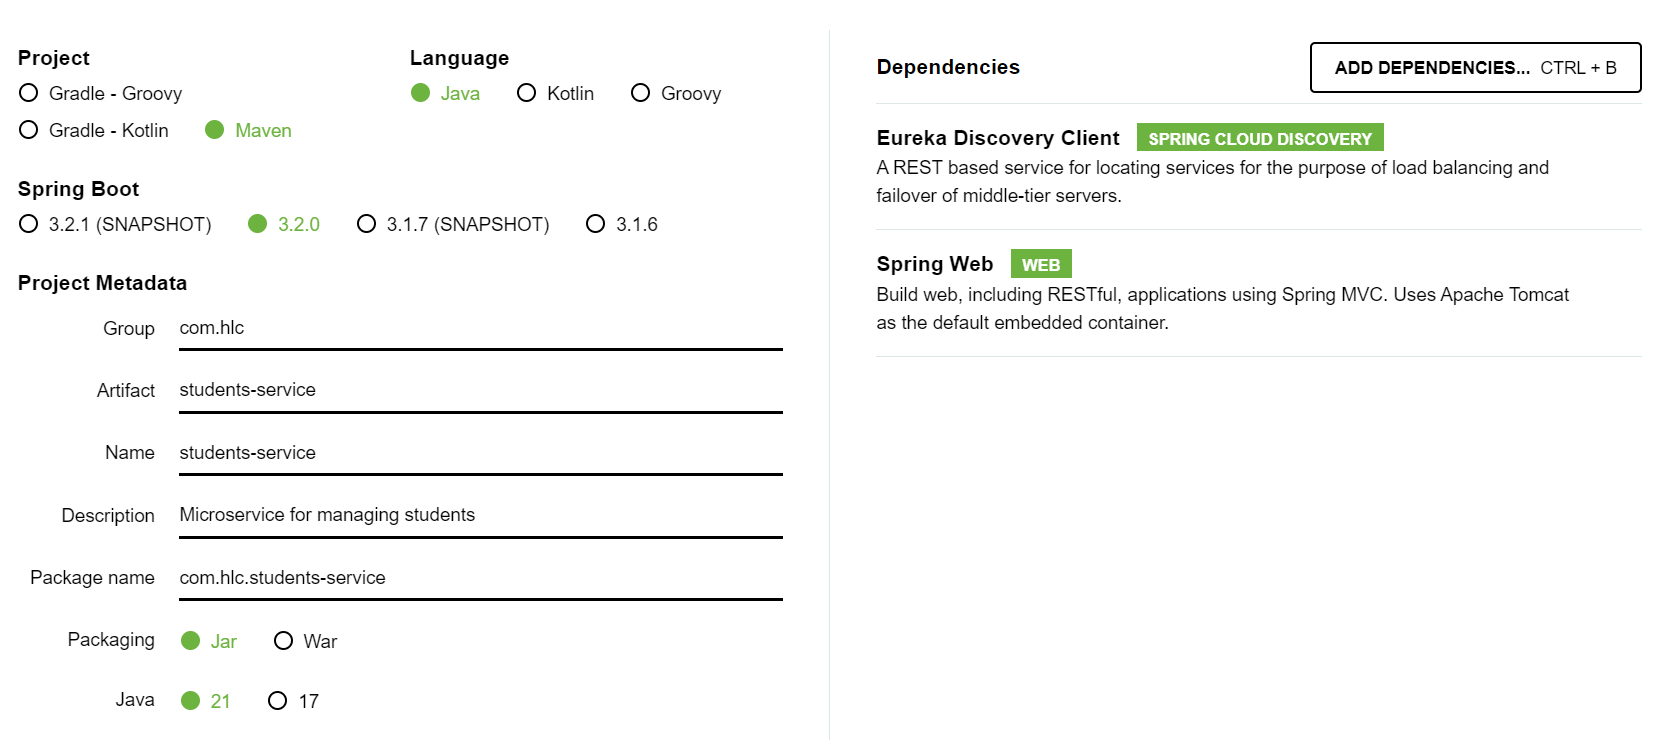 Project
Gradle - Groovy
Gradle - Kotlin Maven
Language
Java Kotlin Groovy
Spring Boot
3.2.1 (SNAPSHOT) 3.2.0 3.1.7 (SNAPSHOT) 3.1.6
Project Metadata
Group com.hlc
Artifact students-service
Name students-service
Description Microservice for managing students
Package name com.hlc.students-service
Packaging Jar War
Java 21 17
Dependencies ADD DEPENDENCIES... CTRL + B
Eureka Discovery Client SPRING CLOUD DISCOVERY
A REST based service for locating services for the purpose of load balancing and
failover of middle-tier servers.
Spring Web WEB
Build web, including RESTful, applications using Spring MVC. Uses Apache Tomcat
as the default embedded container.